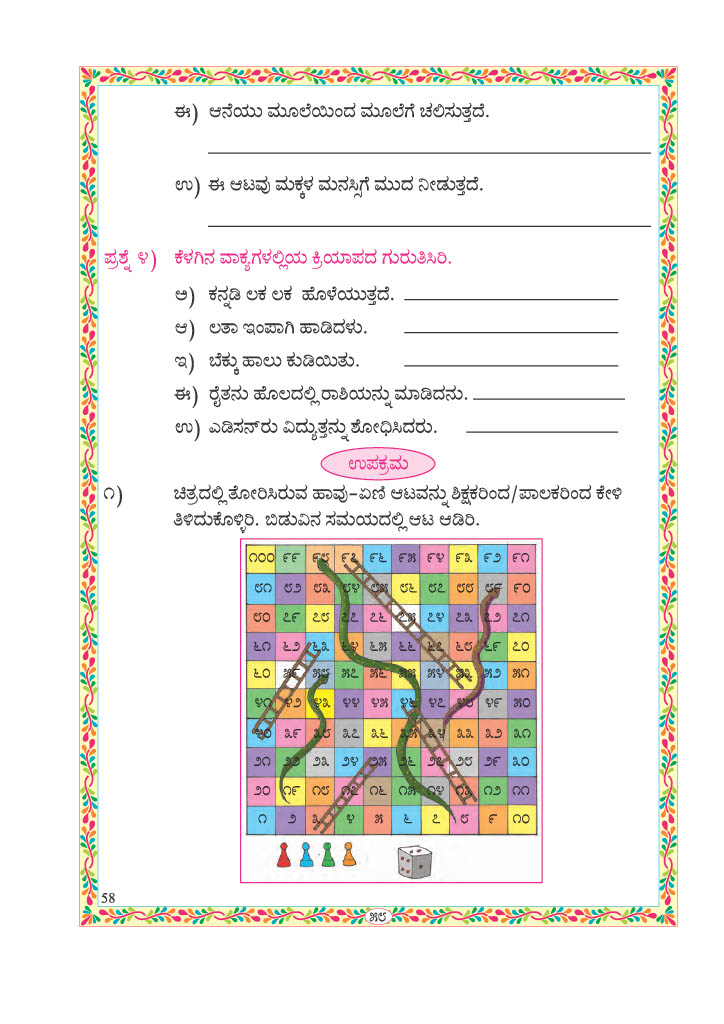 ಈ) ಆನೆಯು ಮೂಲೆಯಿಂದ ಮೂಲೆಗೆ ಚಲಿಸುತ್ತದೆ.
ಉ) ಈ ಆಟವು ಮಕ್ಕಳ ಮನಸ್ಸಿಗೆ ಮುದ ನೀಡುತ್ತದೆ.
ಪ್ರಶ್ನೆ ೪) ಕೆಳಗಿನ ವಾಕ್ಯಗಳಲ್ಲಿಯ ಕ್ರಿಯಾಪದ ಗುರುತಿಸಿರಿ.
ಅ) ಕನ್ನಡಿ ಲಕ ಲಕ ಹೊಳೆಯುತ್ತದೆ.
ಆ) ಲತಾ ಇಂಪಾಗಿ ಹಾಡಿದಳು.
ಇ) ಬೆಕ್ಕು ಹಾಲು ಕುಡಿಯಿತು.
ಈ) ರೈತನು ಹೊಲದಲ್ಲಿ ರಾಶಿಯನ್ನು ಮಾಡಿದನು.
ಉ) ಎಡಿಸನ್‌ರು ವಿದ್ಯುತ್ತನ್ನು ಶೋಧಿಸಿದರು.
ಉಪಕ್ರಮ
೧) ಚಿತ್ರದಲ್ಲಿ ತೋರಿಸಿರುವ ಹಾವು-ಏಣಿ ಆಟವನ್ನು ಶಿಕ್ಷಕರಿಂದ/ಪಾಲಕರಿಂದ ಕೇಳಿ
ತಿಳಿದುಕೊಳ್ಳಿರಿ. ಬಿಡುವಿನ ಸಮಯದಲ್ಲಿ ಆಟ ಆಡಿರಿ.
೧೦೦ ೯೯ ೯೮ ೯೭ ೯೬ ೯೫ ೯೪ ೯೩ ೯೨ ೯೧
೮೧ ೮೨ ೮೩ ೮೪ ೮೫ ೮೬ ೮೭ ೮೮ ೮೯ ೯೦
೮೦ ೭೯ ೭೮ ೭೭ ೭೬ ೭೫ ೭೪ ೭೩ ೭೨ ೭೧
೬೧ ೬೨ ೬೩ ೬೪ ೬೫ ೬೬ ೬೭ ೬೮ ೬೯ ೭೦
೬೦ ೫೯ ೫೮ ೫೭ ೫೬ ೫೫ ೫೪ ೫೩ ೫೨ ೫೧
೪೧ ೪೨ ೪೩ ೪೪ ೪೫ ೪೬ ೪೭ ೪೮ ೪೯ ೫೦
೪೦ ೩೯ ೩೮ ೩೭ ೩೬ ೩೫ ೩೪ ೩೩ ೩೨ ೩೧
೨೧ ೨೨ ೨೩ ೨೪ ೨೫ ೨೬ ೨೭ ೨೮ ೨೯ ೩೦
೨೦ ೧೯ ೧೮ ೧೭ ೧೬ ೧೫ ೧೪ ೧೩ ೧೨ ೧೧
೧ ೨ ೩ ೪ ೫ ೬ ೭ ೮ ೯ ೧೦
58
೫೮